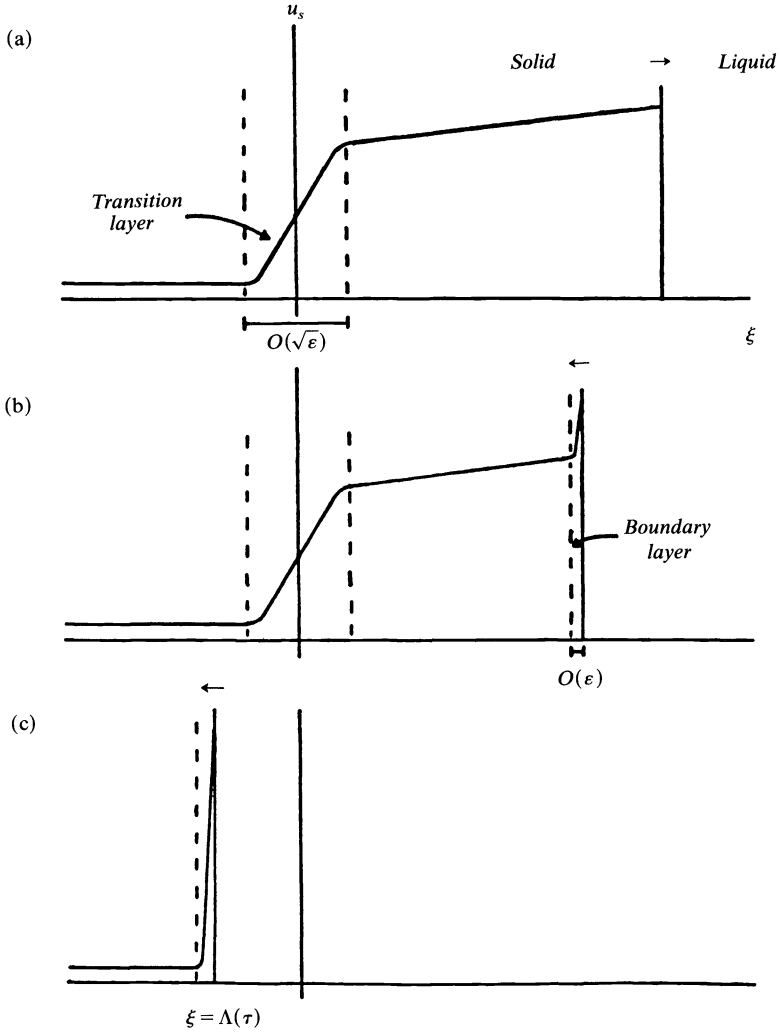 u_s
(a)
Solid → Liquid
Transition
layer
O(√ε)
ξ
←
(b)
Boundary
layer
O(ε)
←
(c)
ξ = Λ(τ)